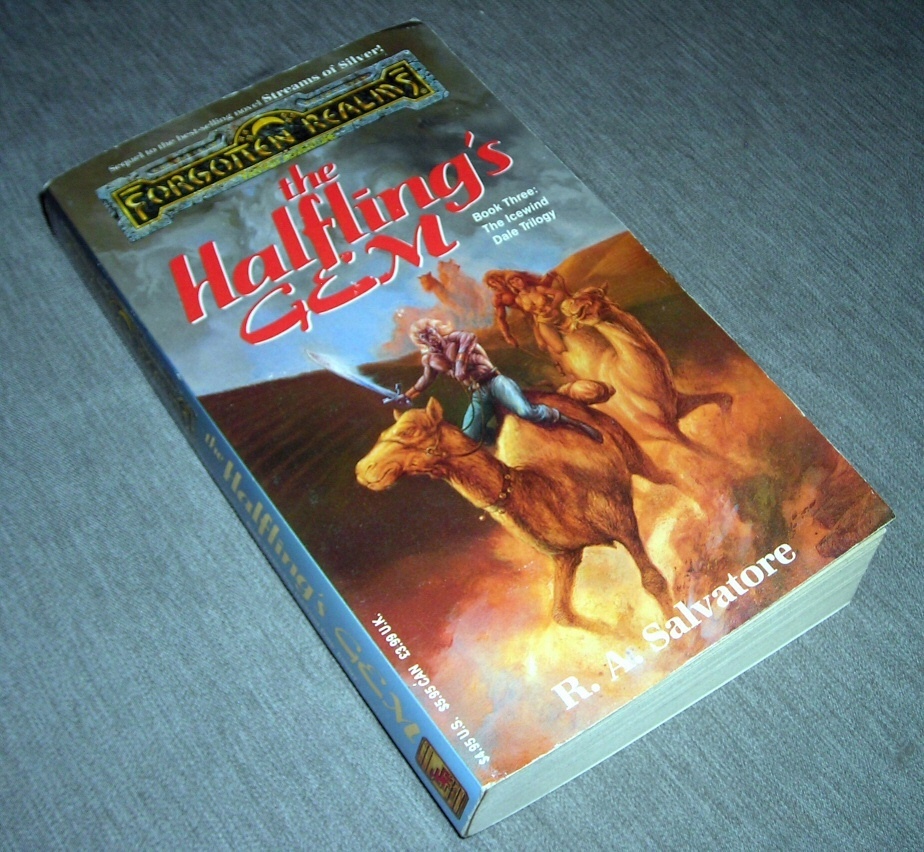 Sequel to the best-selling novel Streams of Silver!
FORGOTTEN REALMS
the
Halfling's
GEM
Book Three:
The Icewind
Dale Trilogy
R. A. Salvatore
$4.95 U.S. $5.95 CAN £3.99 U.K.
the Halfling's GEM